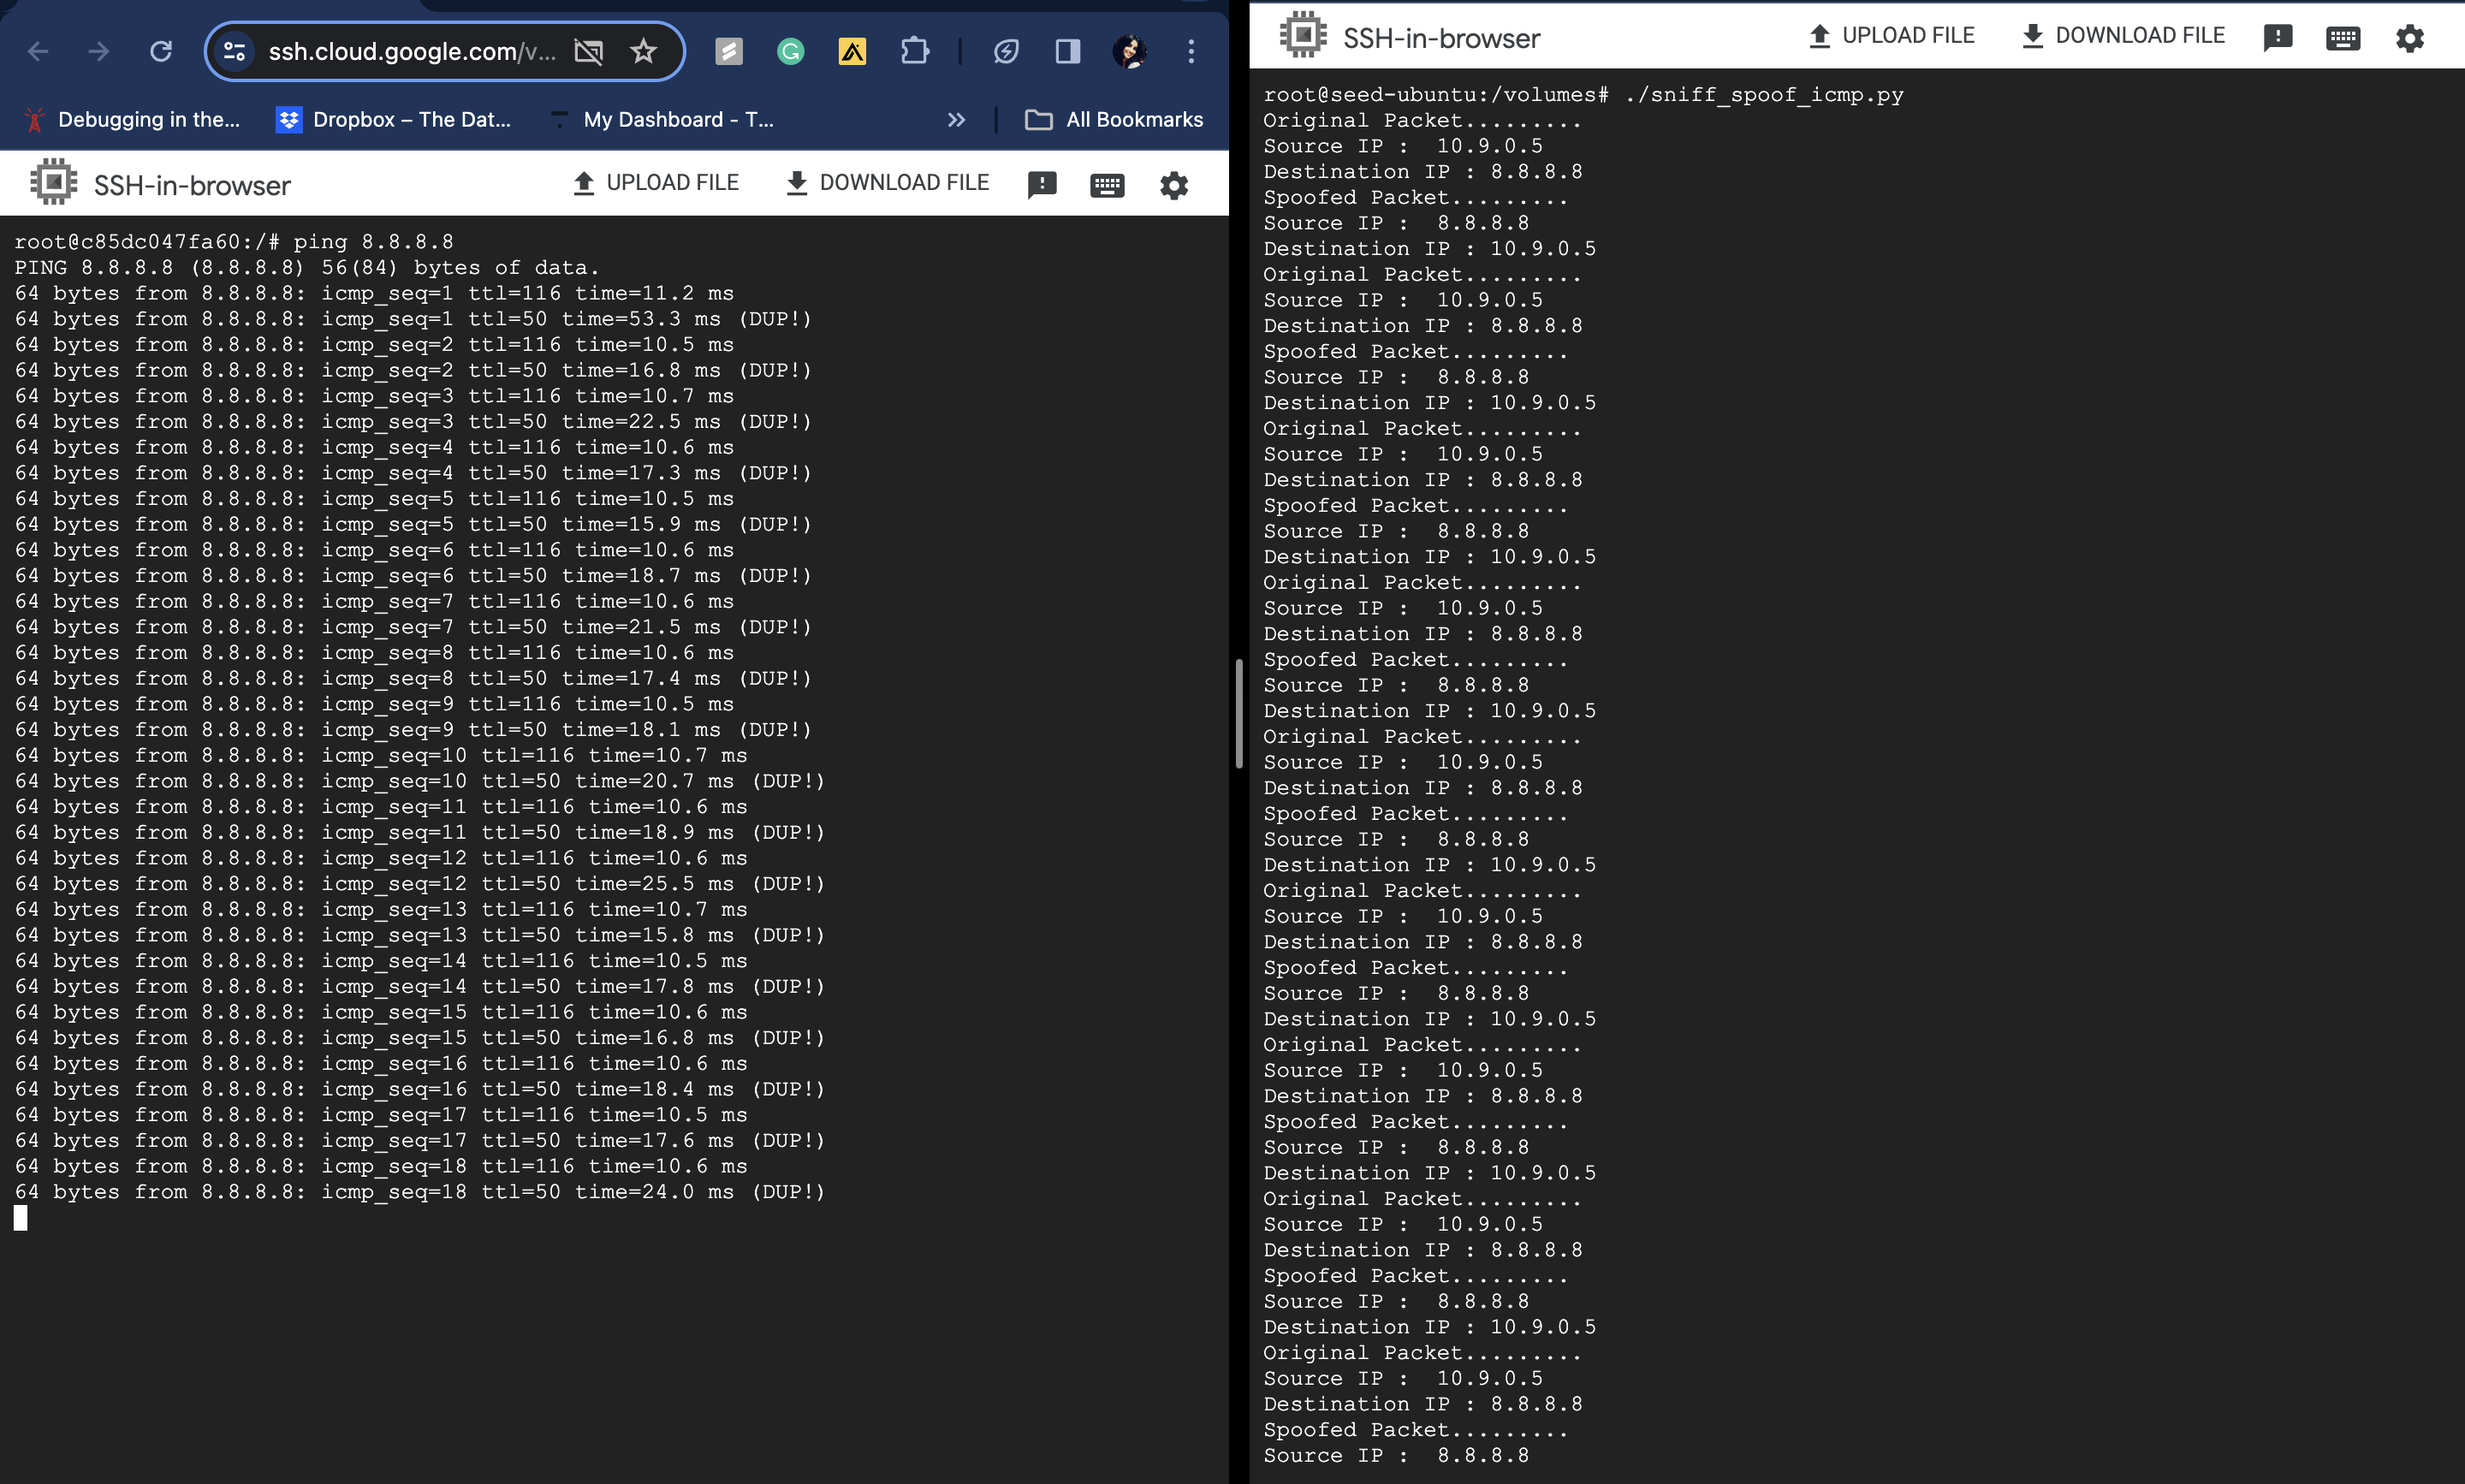 ssh.cloud.google.com/v...
Debugging in the...
Dropbox – The Dat...
My Dashboard - T...
All Bookmarks
SSH-in-browser
UPLOAD FILE
DOWNLOAD FILE
root@c85dc047fa60:/# ping 8.8.8.8
PING 8.8.8.8 (8.8.8.8) 56(84) bytes of data.
64 bytes from 8.8.8.8: icmp_seq=1 ttl=116 time=11.2 ms
64 bytes from 8.8.8.8: icmp_seq=1 ttl=50 time=53.3 ms (DUP!)
64 bytes from 8.8.8.8: icmp_seq=2 ttl=116 time=10.5 ms
64 bytes from 8.8.8.8: icmp_seq=2 ttl=50 time=16.8 ms (DUP!)
64 bytes from 8.8.8.8: icmp_seq=3 ttl=116 time=10.7 ms
64 bytes from 8.8.8.8: icmp_seq=3 ttl=50 time=22.5 ms (DUP!)
64 bytes from 8.8.8.8: icmp_seq=4 ttl=116 time=10.6 ms
64 bytes from 8.8.8.8: icmp_seq=4 ttl=50 time=17.3 ms (DUP!)
64 bytes from 8.8.8.8: icmp_seq=5 ttl=116 time=10.5 ms
64 bytes from 8.8.8.8: icmp_seq=5 ttl=50 time=15.9 ms (DUP!)
64 bytes from 8.8.8.8: icmp_seq=6 ttl=116 time=10.6 ms
64 bytes from 8.8.8.8: icmp_seq=6 ttl=50 time=18.7 ms (DUP!)
64 bytes from 8.8.8.8: icmp_seq=7 ttl=116 time=10.6 ms
64 bytes from 8.8.8.8: icmp_seq=7 ttl=50 time=21.5 ms (DUP!)
64 bytes from 8.8.8.8: icmp_seq=8 ttl=116 time=10.6 ms
64 bytes from 8.8.8.8: icmp_seq=8 ttl=50 time=17.4 ms (DUP!)
64 bytes from 8.8.8.8: icmp_seq=9 ttl=116 time=10.5 ms
64 bytes from 8.8.8.8: icmp_seq=9 ttl=50 time=18.1 ms (DUP!)
64 bytes from 8.8.8.8: icmp_seq=10 ttl=116 time=10.7 ms
64 bytes from 8.8.8.8: icmp_seq=10 ttl=50 time=20.7 ms (DUP!)
64 bytes from 8.8.8.8: icmp_seq=11 ttl=116 time=10.6 ms
64 bytes from 8.8.8.8: icmp_seq=11 ttl=50 time=18.9 ms (DUP!)
64 bytes from 8.8.8.8: icmp_seq=12 ttl=116 time=10.6 ms
64 bytes from 8.8.8.8: icmp_seq=12 ttl=50 time=25.5 ms (DUP!)
64 bytes from 8.8.8.8: icmp_seq=13 ttl=116 time=10.7 ms
64 bytes from 8.8.8.8: icmp_seq=13 ttl=50 time=15.8 ms (DUP!)
64 bytes from 8.8.8.8: icmp_seq=14 ttl=116 time=10.5 ms
64 bytes from 8.8.8.8: icmp_seq=14 ttl=50 time=17.8 ms (DUP!)
64 bytes from 8.8.8.8: icmp_seq=15 ttl=116 time=10.6 ms
64 bytes from 8.8.8.8: icmp_seq=15 ttl=50 time=16.8 ms (DUP!)
64 bytes from 8.8.8.8: icmp_seq=16 ttl=116 time=10.6 ms
64 bytes from 8.8.8.8: icmp_seq=16 ttl=50 time=18.4 ms (DUP!)
64 bytes from 8.8.8.8: icmp_seq=17 ttl=116 time=10.5 ms
64 bytes from 8.8.8.8: icmp_seq=17 ttl=50 time=17.6 ms (DUP!)
64 bytes from 8.8.8.8: icmp_seq=18 ttl=116 time=10.6 ms
64 bytes from 8.8.8.8: icmp_seq=18 ttl=50 time=24.0 ms (DUP!)
SSH-in-browser
UPLOAD FILE
DOWNLOAD FILE
root@seed-ubuntu:/volumes# ./sniff_spoof_icmp.py
Original Packet.........
Source IP :  10.9.0.5
Destination IP : 8.8.8.8
Spoofed Packet.........
Source IP :  8.8.8.8
Destination IP : 10.9.0.5
Original Packet.........
Source IP :  10.9.0.5
Destination IP : 8.8.8.8
Spoofed Packet.........
Source IP :  8.8.8.8
Destination IP : 10.9.0.5
Original Packet.........
Source IP :  10.9.0.5
Destination IP : 8.8.8.8
Spoofed Packet.........
Source IP :  8.8.8.8
Destination IP : 10.9.0.5
Original Packet.........
Source IP :  10.9.0.5
Destination IP : 8.8.8.8
Spoofed Packet.........
Source IP :  8.8.8.8
Destination IP : 10.9.0.5
Original Packet.........
Source IP :  10.9.0.5
Destination IP : 8.8.8.8
Spoofed Packet.........
Source IP :  8.8.8.8
Destination IP : 10.9.0.5
Original Packet.........
Source IP :  10.9.0.5
Destination IP : 8.8.8.8
Spoofed Packet.........
Source IP :  8.8.8.8
Destination IP : 10.9.0.5
Original Packet.........
Source IP :  10.9.0.5
Destination IP : 8.8.8.8
Spoofed Packet.........
Source IP :  8.8.8.8
Destination IP : 10.9.0.5
Original Packet.........
Source IP :  10.9.0.5
Destination IP : 8.8.8.8
Spoofed Packet.........
Source IP :  8.8.8.8
Destination IP : 10.9.0.5
Original Packet.........
Source IP :  10.9.0.5
Destination IP : 8.8.8.8
Spoofed Packet.........
Source IP :  8.8.8.8